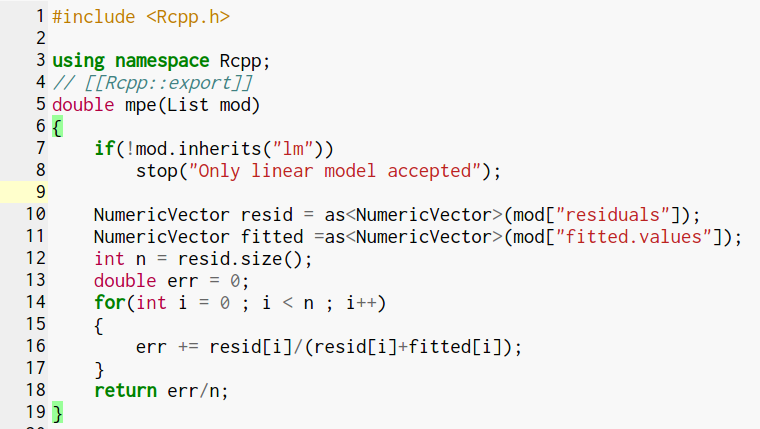 1 #include <Rcpp.h>
2
3 using namespace Rcpp;
4 // [[Rcpp::export]]
5 double mpe(List mod)
6 {
7     if(!mod.inherits("lm"))
8         stop("Only linear model accepted");
9
10     NumericVector resid = as<NumericVector>(mod["residuals"]);
11     NumericVector fitted =as<NumericVector>(mod["fitted.values"]);
12     int n = resid.size();
13     double err = 0;
14     for(int i = 0 ; i < n ; i++)
15     {
16         err += resid[i]/(resid[i]+fitted[i]);
17     }
18     return err/n;
19 }